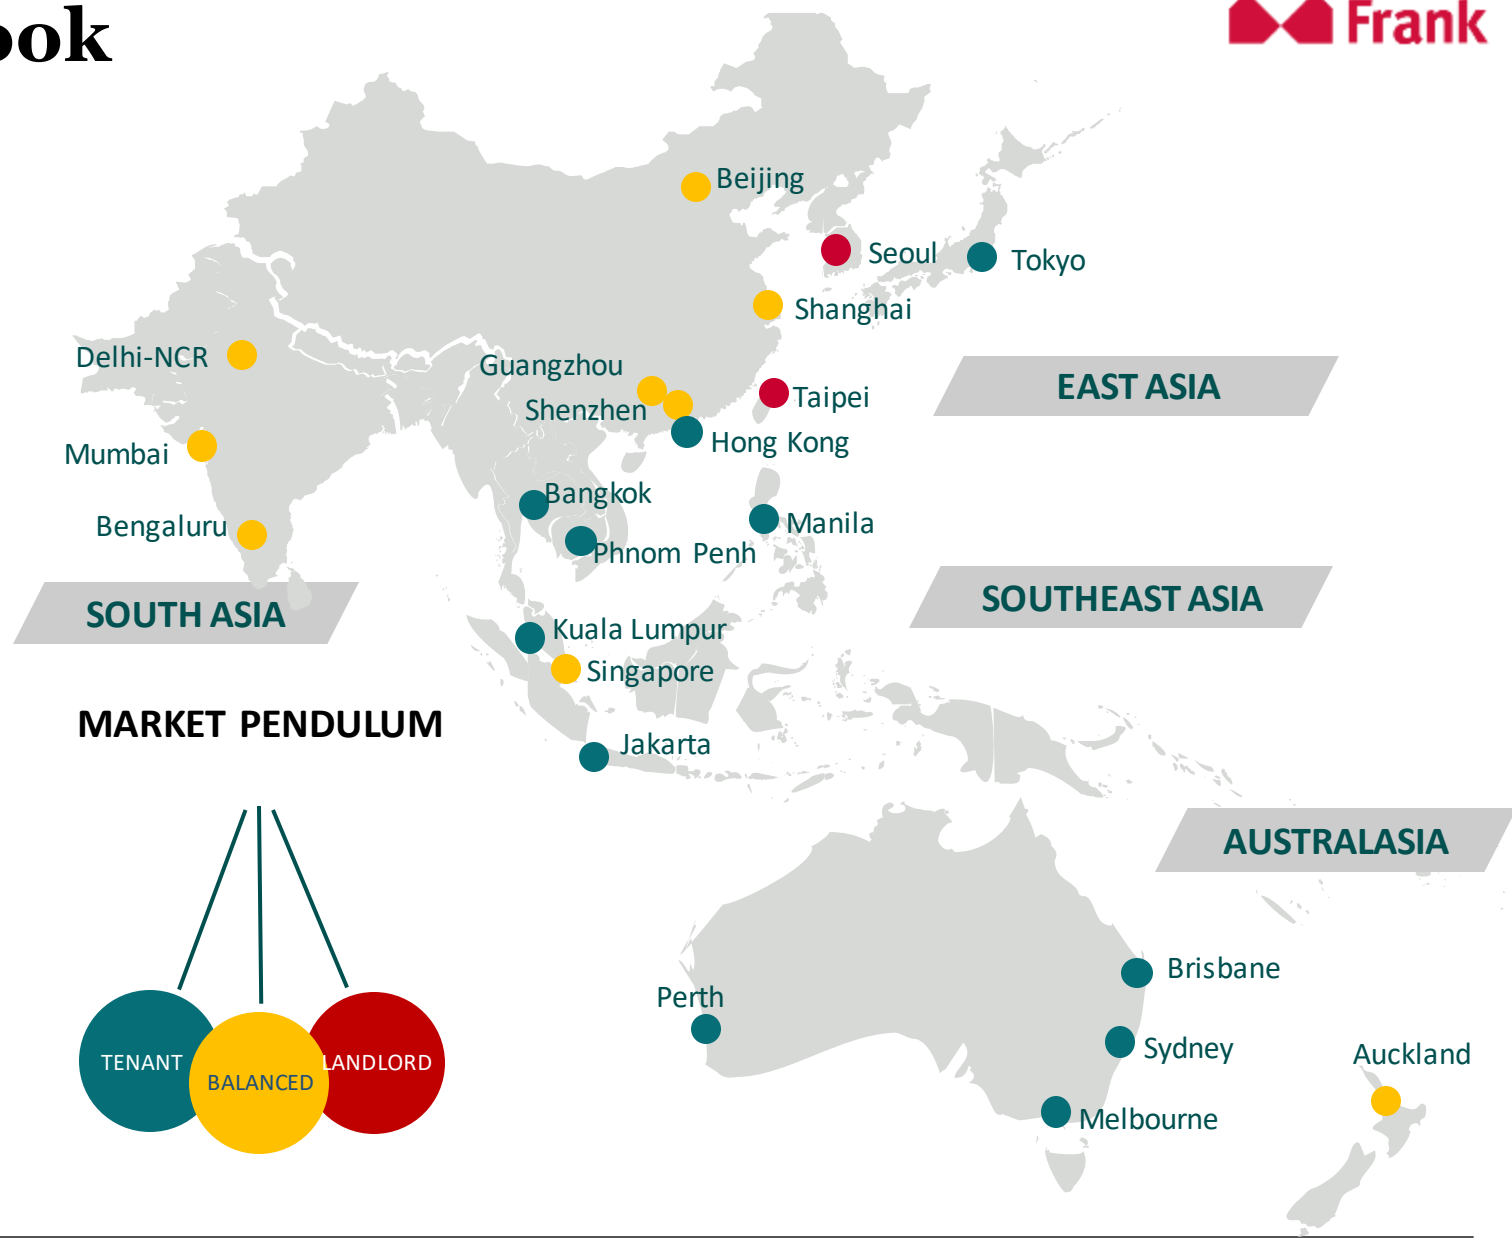 ook
Frank
Beijing
Seoul
Tokyo
Shanghai
Delhi-NCR
Guangzhou
EAST ASIA
Taipei
Shenzhen
Hong Kong
Mumbai
Bangkok
Bengaluru
Manila
Phnom Penh
SOUTHEAST ASIA
SOUTH ASIA
Kuala Lumpur
Singapore
MARKET PENDULUM
Jakarta
AUSTRALASIA
Brisbane
Perth
Sydney
Auckland
TENANT
LANDLORD
BALANCED
Melbourne